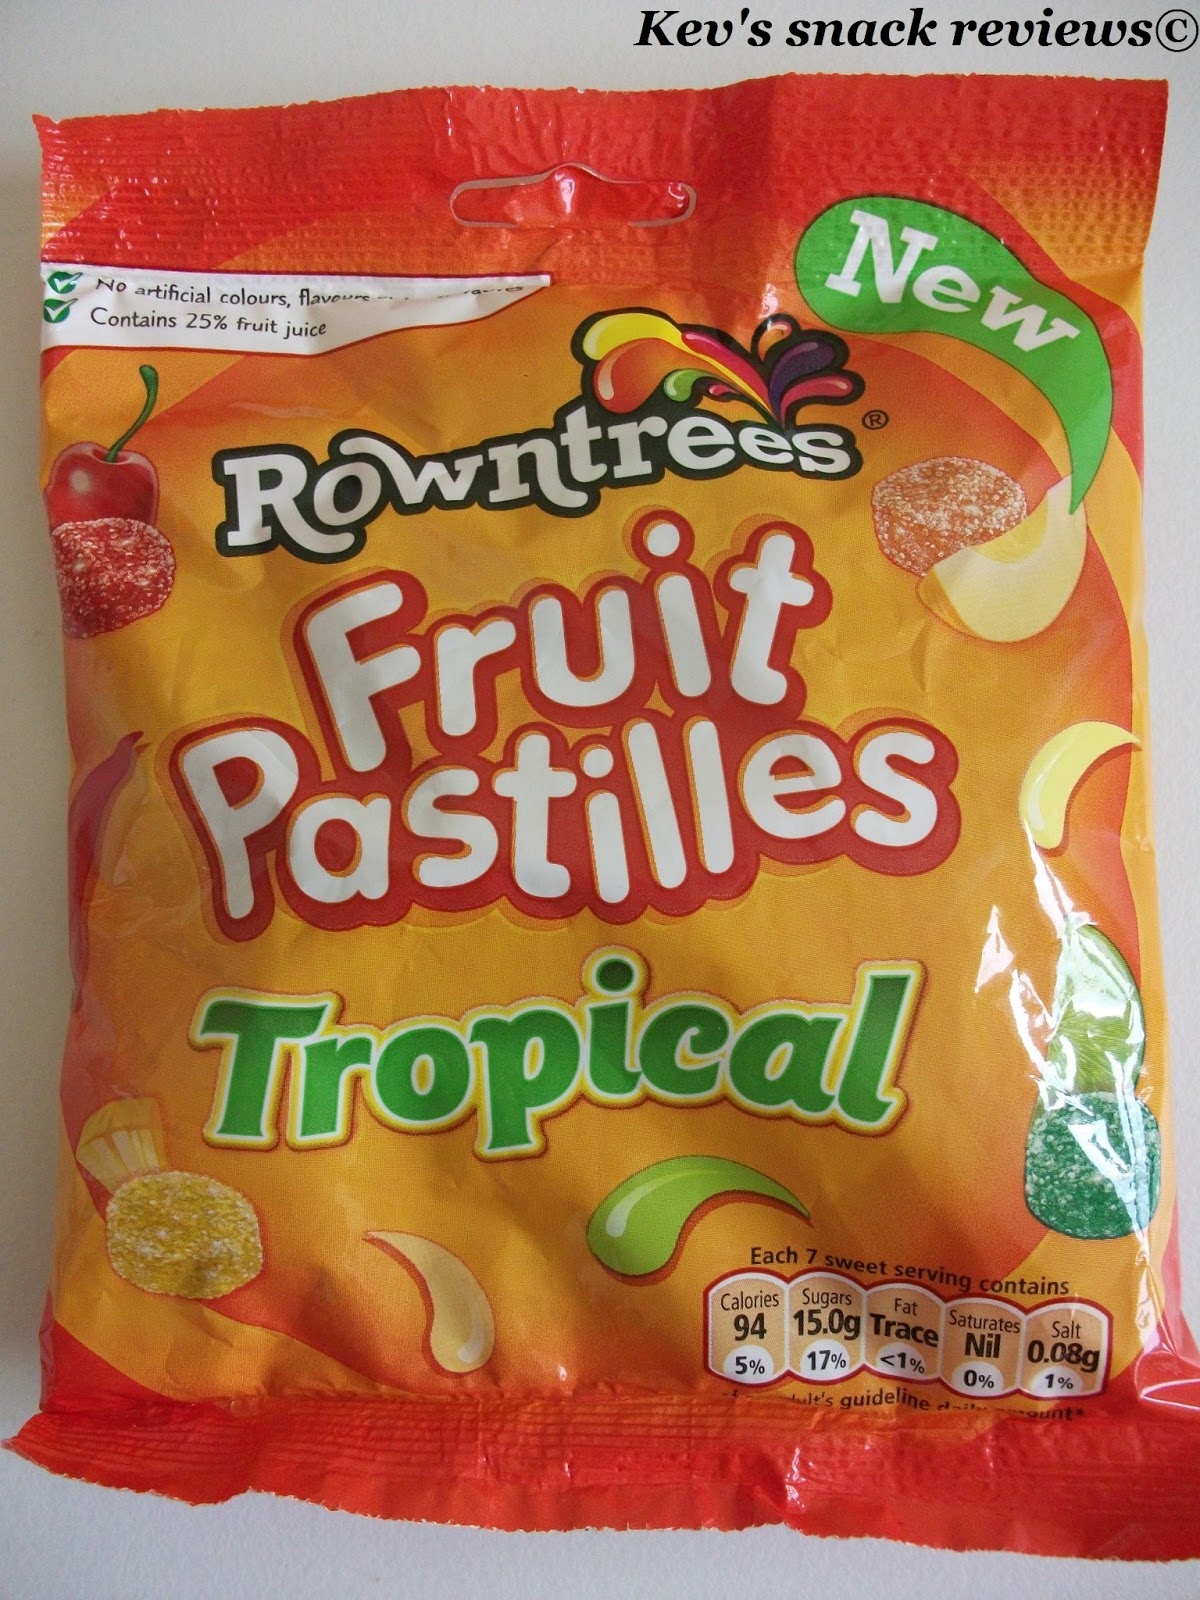 Kev's snack reviews©
New
No artificial colours, flavours
Contains 25% fruit juice
Rowntrees®
Fruit
Pastilles
Tropical
Each 7 sweet serving contains
Calories 94 5%
Sugars 15.0g 17%
Fat Trace <1%
Saturates Nil 0%
Salt 0.08g 1%
guideline daily